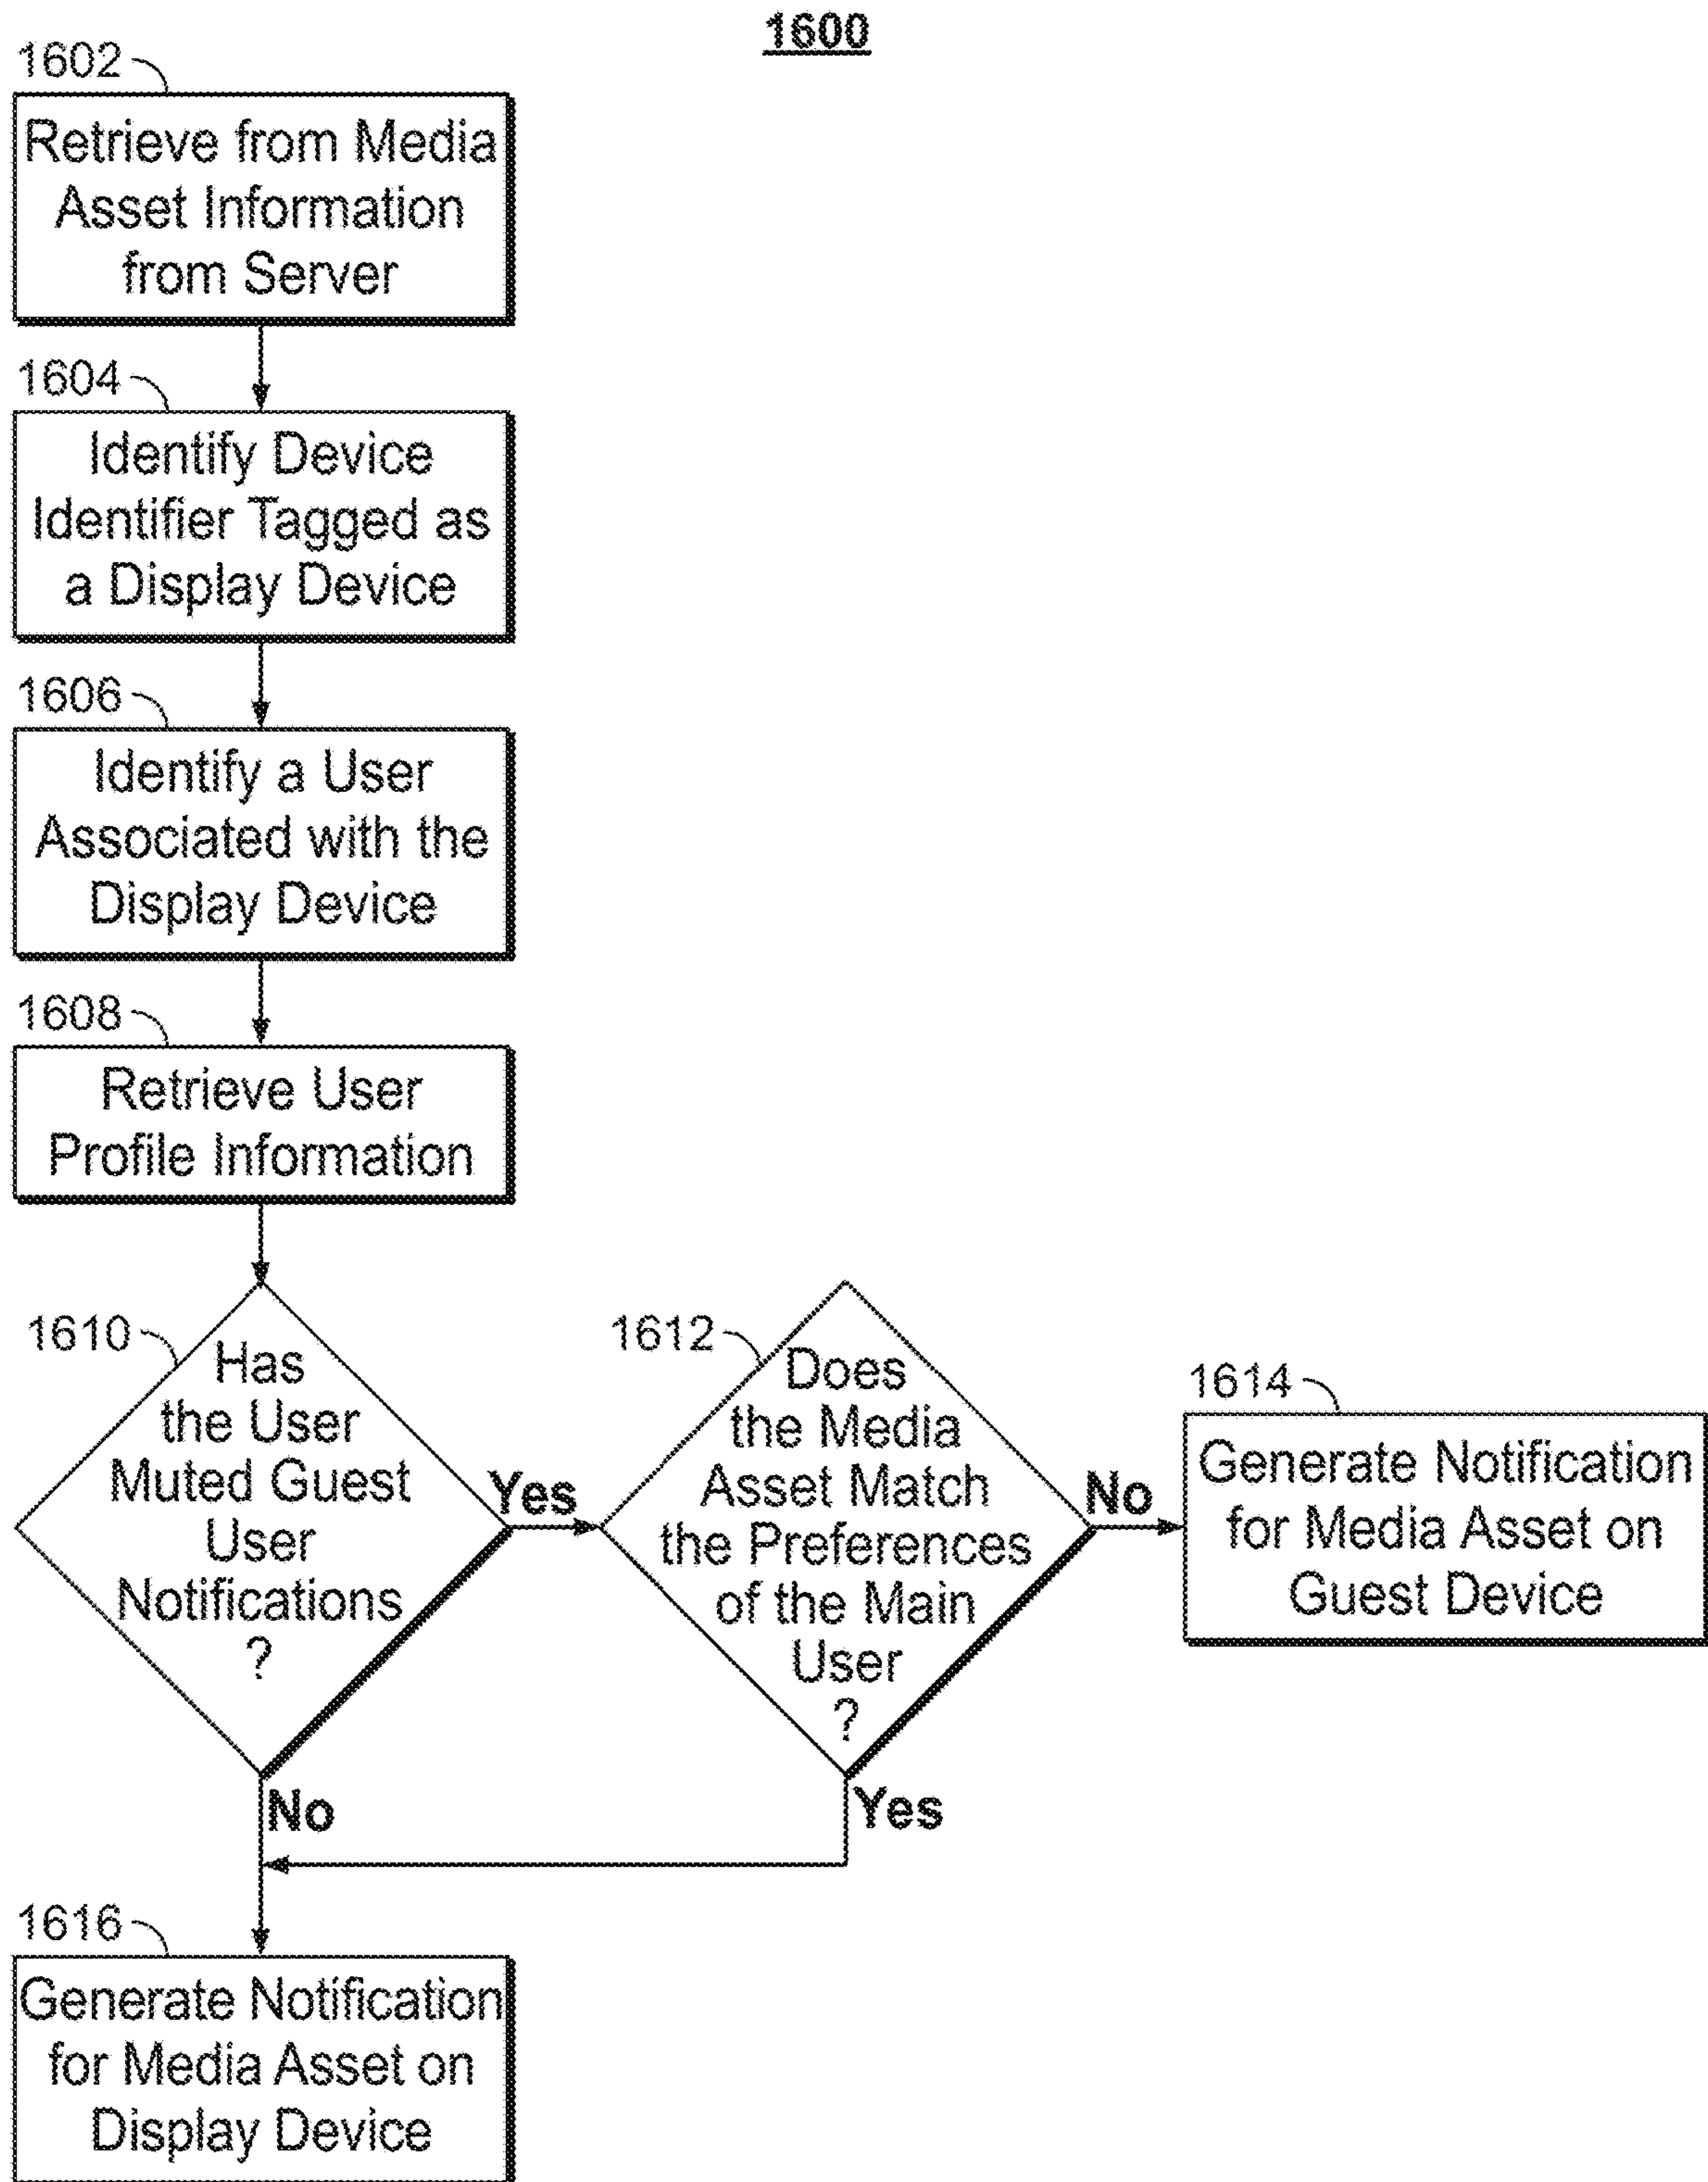 1600
1602
Retrieve from Media
Asset Information
from Server
1604
Identify Device
Identifier Tagged as
a Display Device
1606
Identify a User
Associated with the
Display Device
1608
Retrieve User
Profile Information
1610
Has
the User
Muted Guest
User
Notifications
?
Yes
No
1612
Does
the Media
Asset Match
the Preferences
of the Main
User
?
No
Yes
1614
Generate Notification
for Media Asset on
Guest Device
1616
Generate Notification
for Media Asset on
Display Device